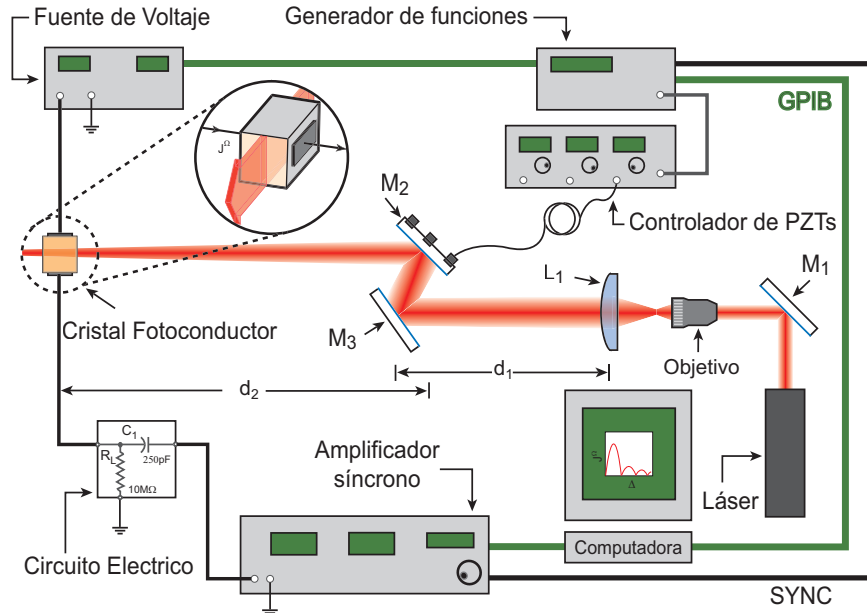 Fuente de Voltaje
Generador de funciones
GPIB
J^Ω
M2
Controlador de PZTs
L1
M1
Cristal Fotoconductor
M3
Objetivo
d1
d2
C1
RL
250pF
10MΩ
Amplificador
síncrono
J^Ω
Δ
Láser
Circuito Electrico
Computadora
SYNC